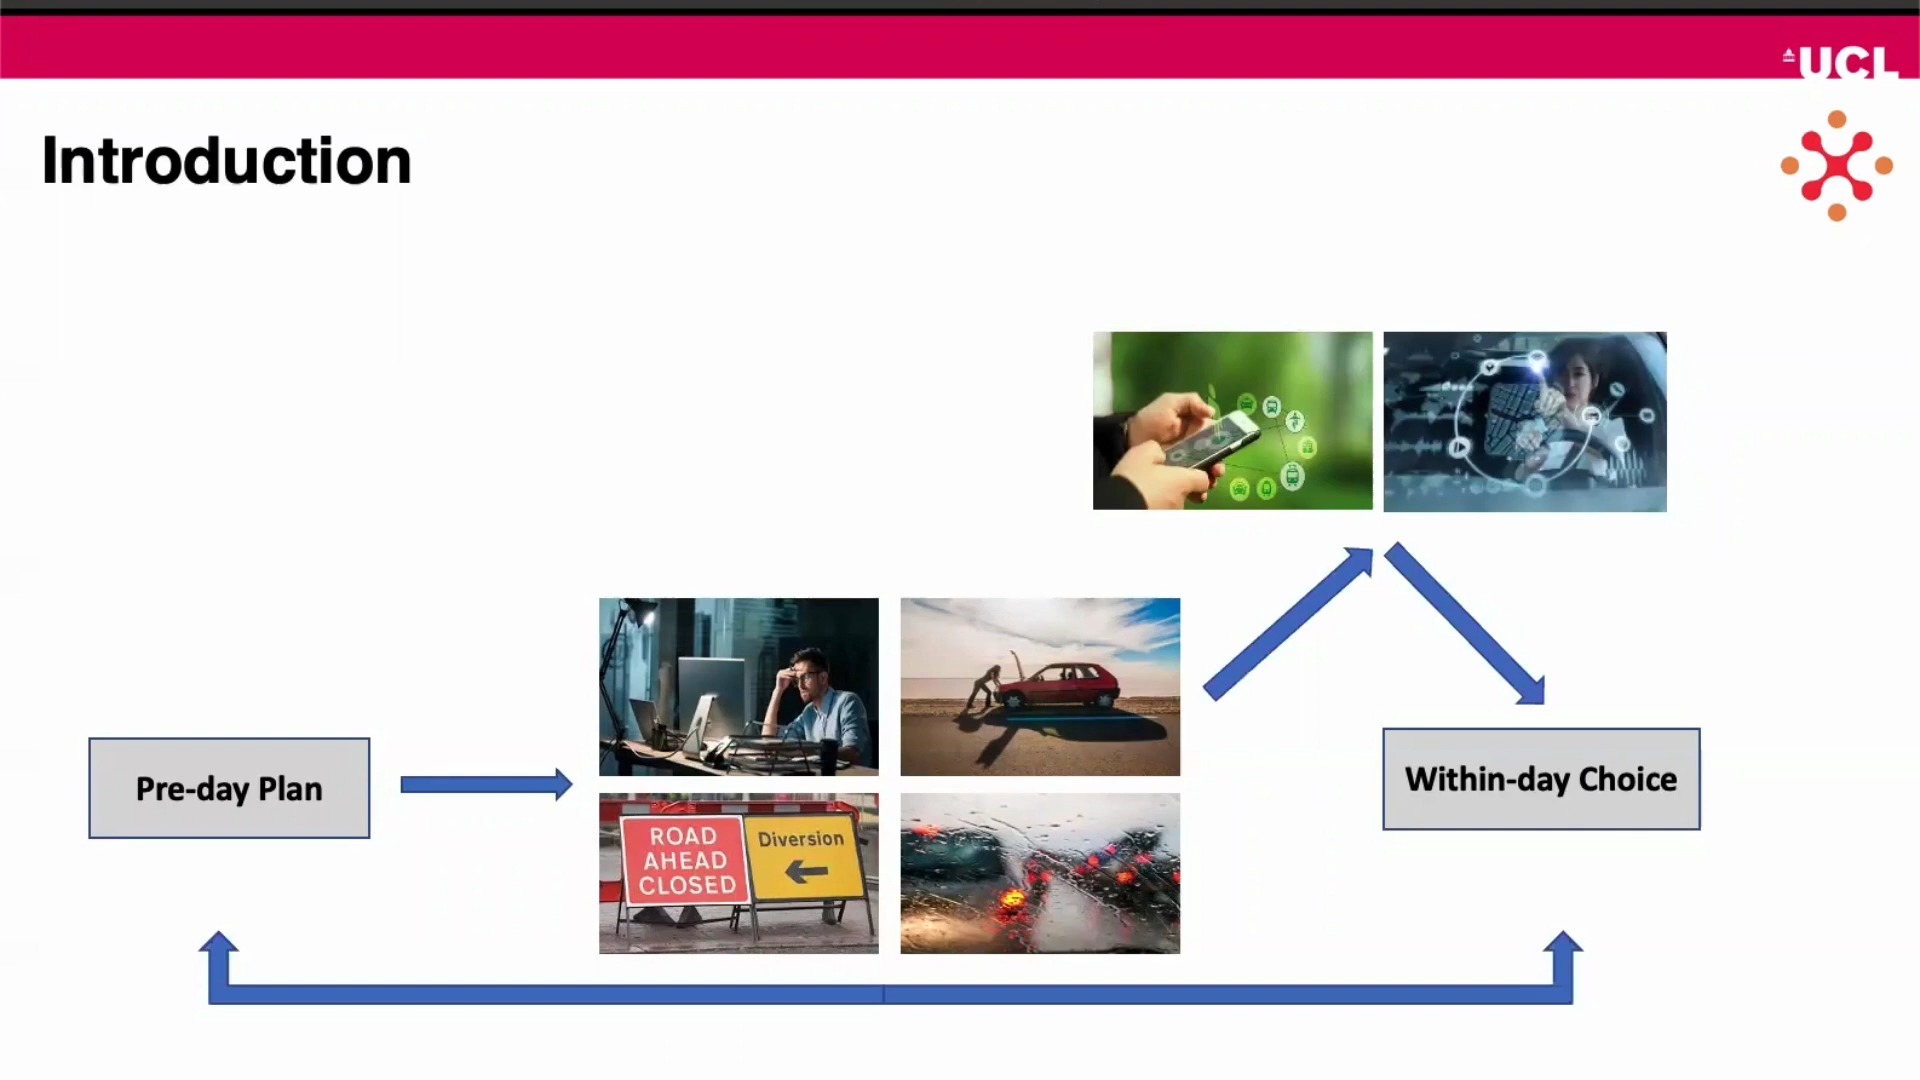 UCL
Introduction
Pre-day Plan
ROAD
AHEAD
CLOSED
Diversion
Within-day Choice